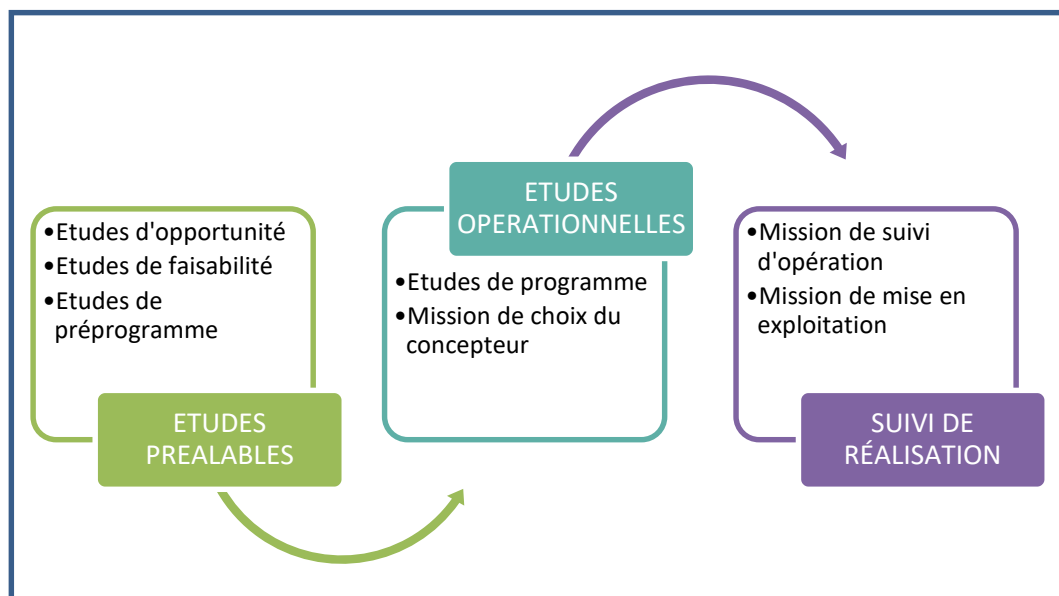 •Etudes d'opportunité
•Etudes de faisabilité
•Etudes de
préprogramme
ETUDES
PREALABLES
ETUDES
OPERATIONNELLES
•Etudes de programme
•Mission de choix du
concepteur
•Mission de suivi
d'opération
•Mission de mise en
exploitation
SUIVI DE
RÉALISATION